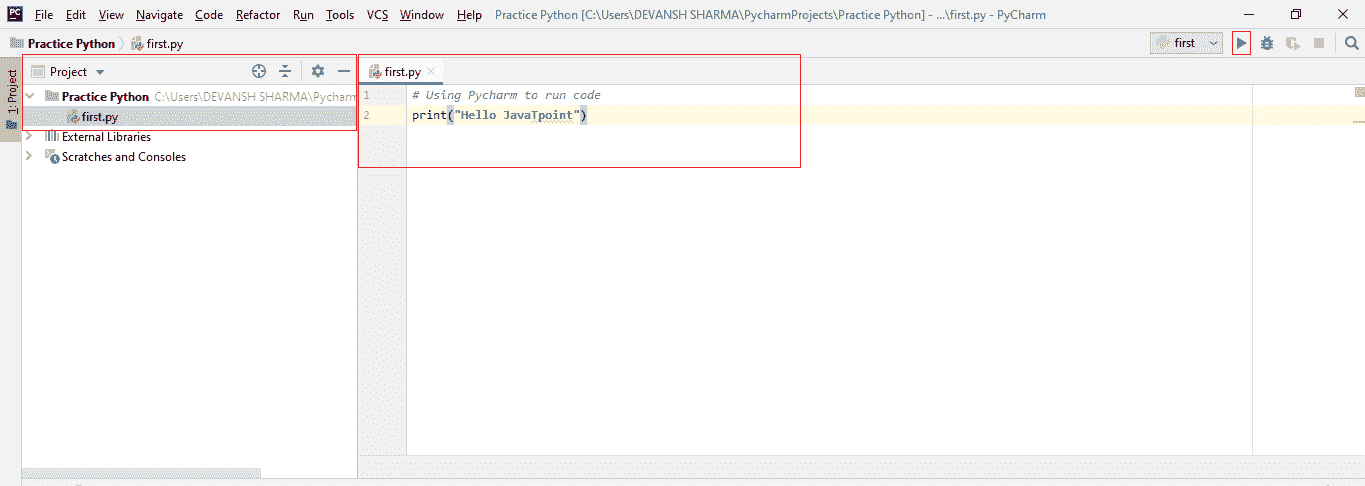 PC File Edit View Navigate Code Refactor Run Tools VCS Window Help Practice Python [C:\Users\DEVANSH SHARMA\PycharmProjects\Practice Python] - ...\first.py - PyCharm
Practice Python first.py first
1: Project Project first.py
Practice Python C:\Users\DEVANSH SHARMA\Pycharm 1 # Using Pycharm to run code
first.py 2 print("Hello JavaTpoint")
External Libraries
Scratches and Consoles